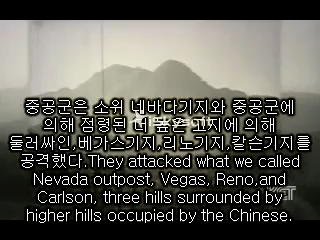 중공군은 소위 네바다기지와 중공군에
의해 점령된 더 높은 고지에 의해
둘러싸인,베가스기지,리노기지,칼슨기지를
공격했다.They attacked what we called
Nevada outpost, Vegas, Reno,and
Carlson, three hills surrounded by
higher hills occupied by the Chinese.